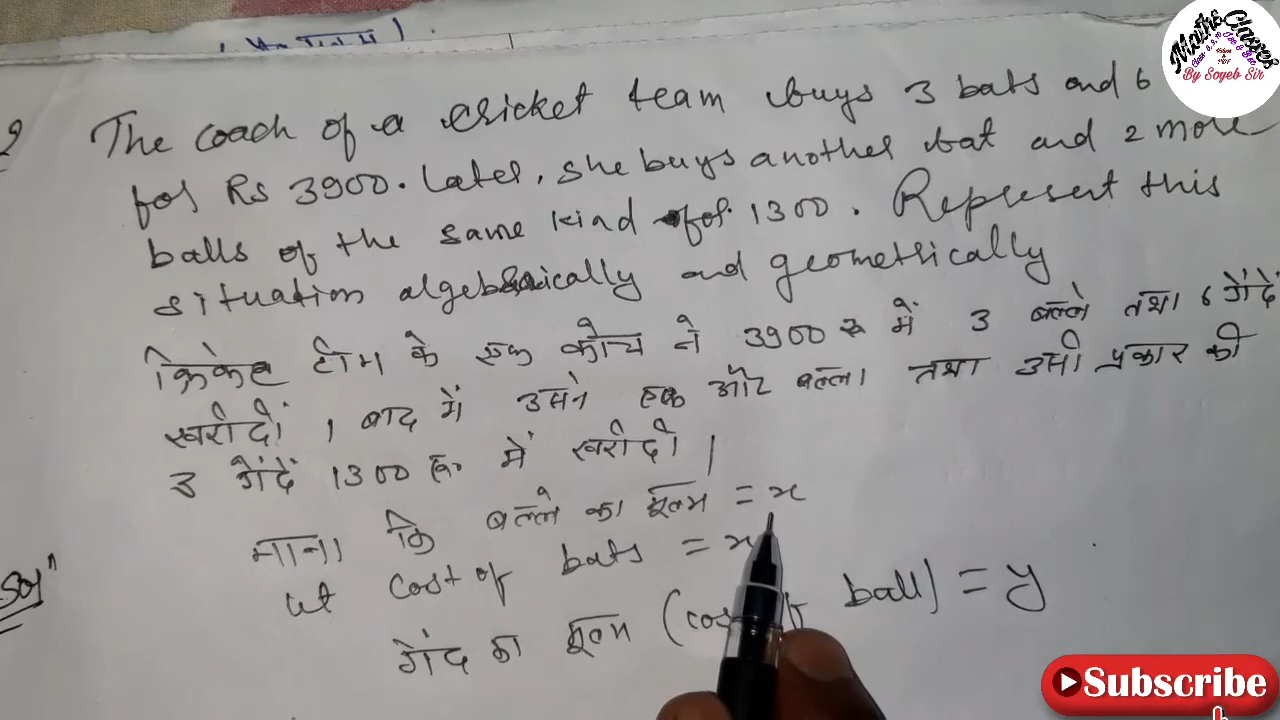 2 The coach of a cricket team buys 3 bats and 6
for Rs 3900. Later, she buys another bat and 2 more
balls of the same kind for 1300. Represent this
situation algebraically and geometrically
क्रिकेट टीम के एक कोच ने 3900 रु में 3 बल्ले तथा 6 गेंदें
खरीदीं । बाद में उसने एक और बल्ला तथा उसी प्रकार की
3 गेंदें 1300 रु॰ में खरीदी ।
माना कि बल्ले का मूल्य = x
Solⁿ let cost of bats = x
गेंद का मूल्य ( ball) = y
Maths Classes
By Soyeb Sir
Subscribe